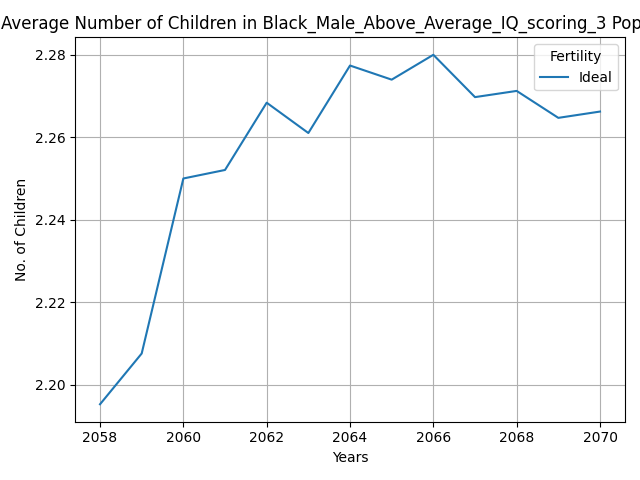 Average Number of Children in Black_Male_Above_Average_IQ_scoring_3 Pop
Fertility
Ideal
2.28
2.26
2.24
2.22
2.20
No. of Children
2058 2060 2062 2064 2066 2068 2070
Years